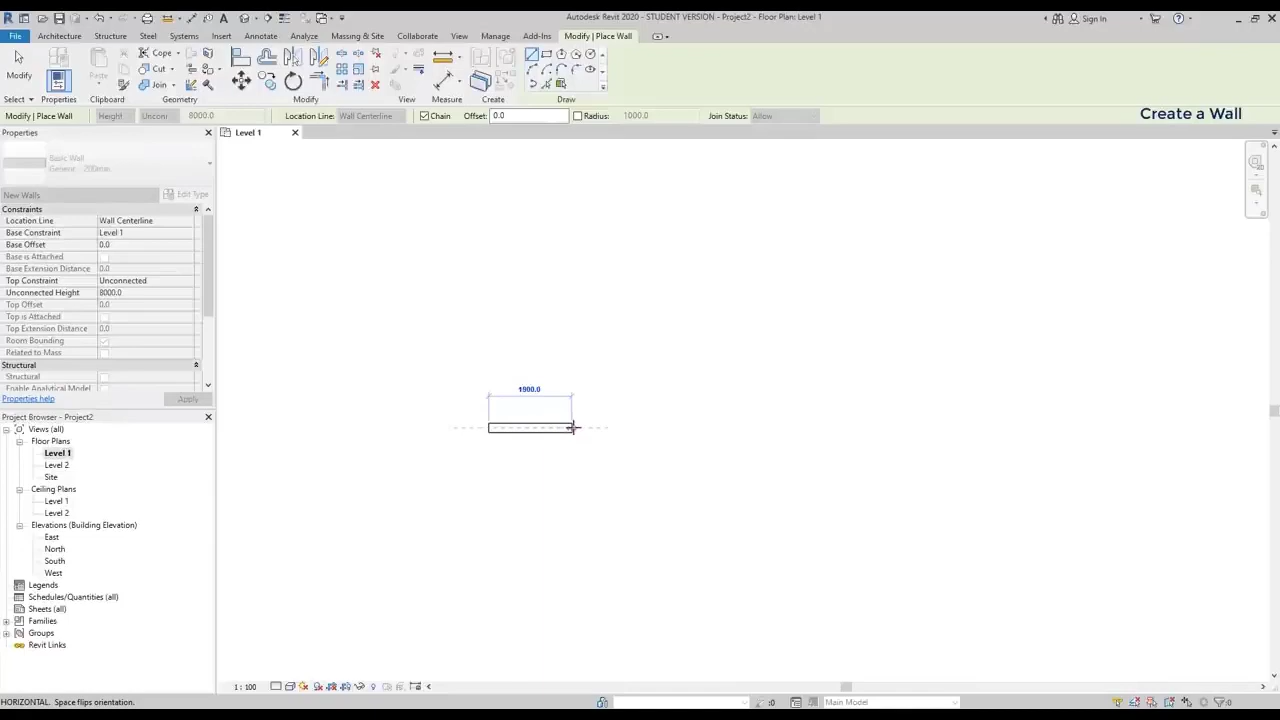 Autodesk Revit 2020 - STUDENT VERSION - Project2 - Floor Plan: Level 1
Sign In
File Architecture Structure Steel Systems Insert Annotate Analyze Massing & Site Collaborate View Manage Add-Ins Modify | Place Wall
Modify Paste Cope Cut Join
Select Properties Clipboard Geometry Modify View Measure Create Draw
Modify | Place Wall Height Unconr 8000.0 Location Line: Wall Centerline Chain Offset: 0.0 Radius: 1000.0 Join Status: Allow Create a Wall
Properties Level 1
Basic Wall
Generic - 200mm
New Walls Edit Type
Constraints
Location Line Wall Centerline
Base Constraint Level 1
Base Offset 0.0
Base is Attached
Base Extension Distance 0.0
Top Constraint Unconnected
Unconnected Height 8000.0
Top Offset 0.0
Top is Attached
Top Extension Distance 0.0
Room Bounding
Related to Mass
Structural
Structural
Enable Analytical Model
Properties help Apply
1900.0
Project Browser - Project2
Views (all)
Floor Plans
Level 1
Level 2
Site
Ceiling Plans
Level 1
Level 2
Elevations (Building Elevation)
East
North
South
West
Legends
Schedules/Quantities (all)
Sheets (all)
Families
Groups
Revit Links
1 : 100
HORIZONTAL. Space flips orientation. :0 Main Model :0